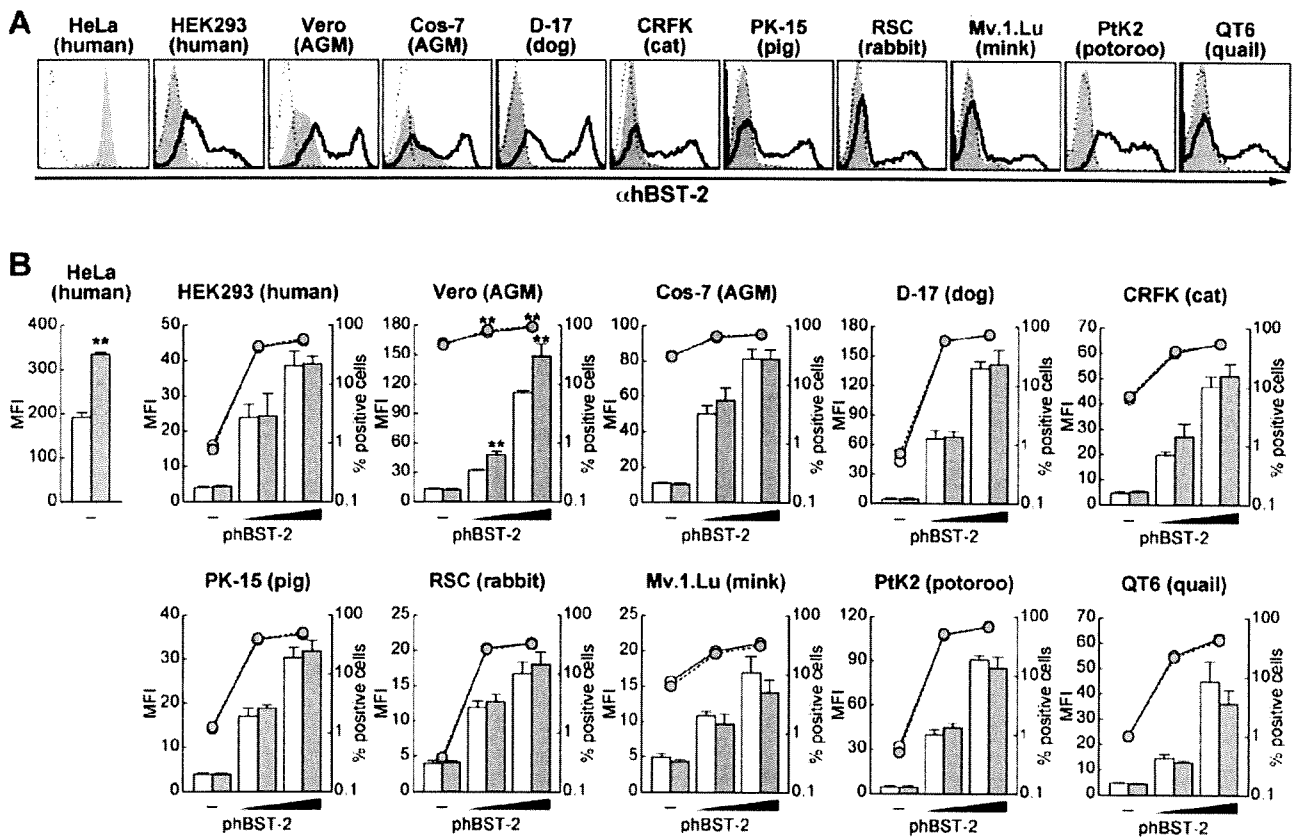 A
HeLa (human)
HEK293 (human)
Vero (AGM)
Cos-7 (AGM)
D-17 (dog)
CRFK (cat)
PK-15 (pig)
RSC (rabbit)
Mv.1.Lu (mink)
PtK2 (potoroo)
QT6 (quail)
αhBST-2
B
HeLa (human)
MFI
400
300
200
100
0
**
–
HEK293 (human)
MFI
50
40
30
20
10
0
100
10
1
0.1
% positive cells
–
phBST-2
Vero (AGM)
MFI
180
150
120
90
60
30
0
**
**
**
**
100
10
1
0.1
% positive cells
–
phBST-2
Cos-7 (AGM)
MFI
100
80
60
40
20
0
100
10
1
0.1
% positive cells
–
phBST-2
D-17 (dog)
MFI
180
150
120
90
60
30
0
100
10
1
0.1
% positive cells
–
phBST-2
CRFK (cat)
MFI
70
60
50
40
30
20
10
0
100
10
1
0.1
% positive cells
–
phBST-2
PK-15 (pig)
MFI
40
30
20
10
0
100
10
1
0.1
% positive cells
–
phBST-2
RSC (rabbit)
MFI
25
20
15
10
5
0
100
10
1
0.1
% positive cells
–
phBST-2
Mv.1.Lu (mink)
MFI
25
20
15
10
5
0
100
10
1
0.1
% positive cells
–
phBST-2
PtK2 (potoroo)
MFI
120
90
60
30
0
100
10
1
0.1
% positive cells
–
phBST-2
QT6 (quail)
MFI
70
60
50
40
30
20
10
0
100
10
1
0.1
% positive cells
–
phBST-2